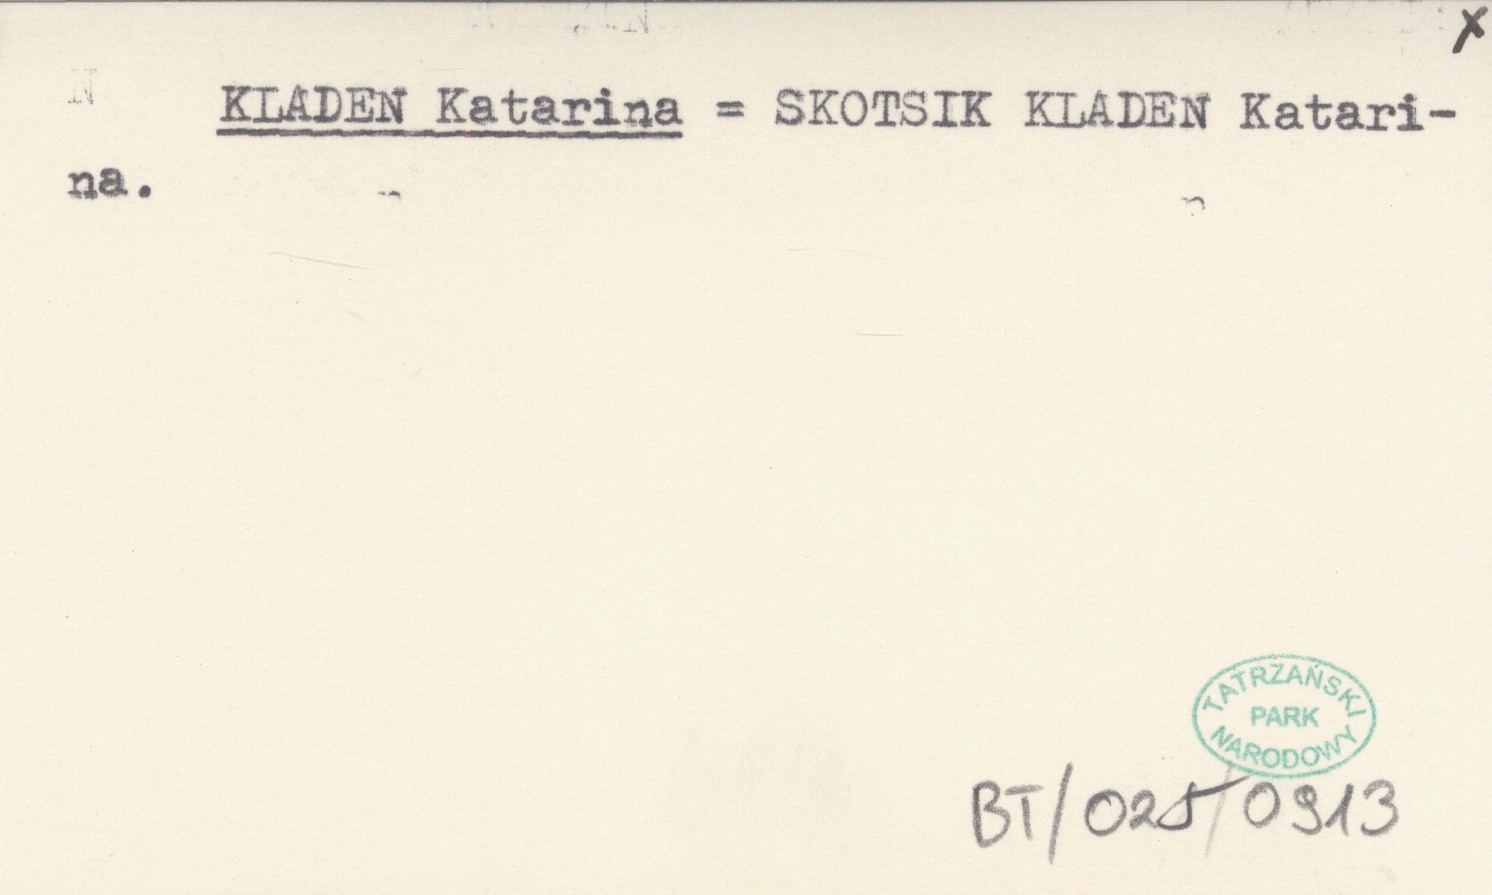 x
KLADEN Katarina = SKOTSIK KLADEN Katari-
na.
TATRZAŃSKI
PARK
NARODOWY
BT/025/0913